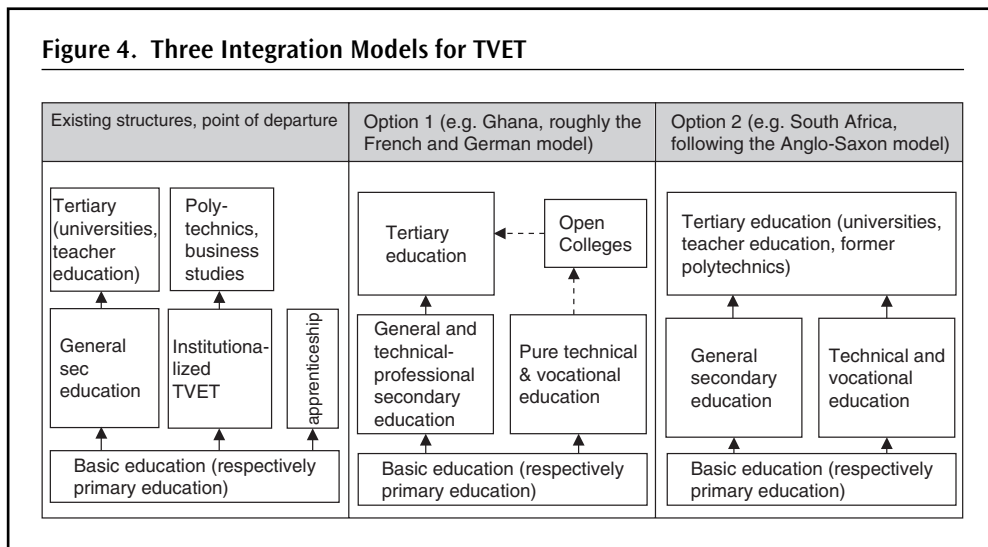 Figure 4. Three Integration Models for TVET
Existing structures, point of departure
Option 1 (e.g. Ghana, roughly the
French and German model)
Option 2 (e.g. South Africa,
following the Anglo-Saxon model)
Tertiary
(universities,
teacher
education)
Poly-
technics,
business
studies
General
sec
education
Institutiona-
lized
TVET
apprenticeship
Basic education (respectively
primary education)
Tertiary
education
Open
Colleges
General and
technical-
professional
secondary
education
Pure technical
& vocational
education
Basic education (respectively
primary education)
Tertiary education (universities,
teacher education, former
polytechnics)
General
secondary
education
Technical and
vocational
education
Basic education (respectively
primary education)